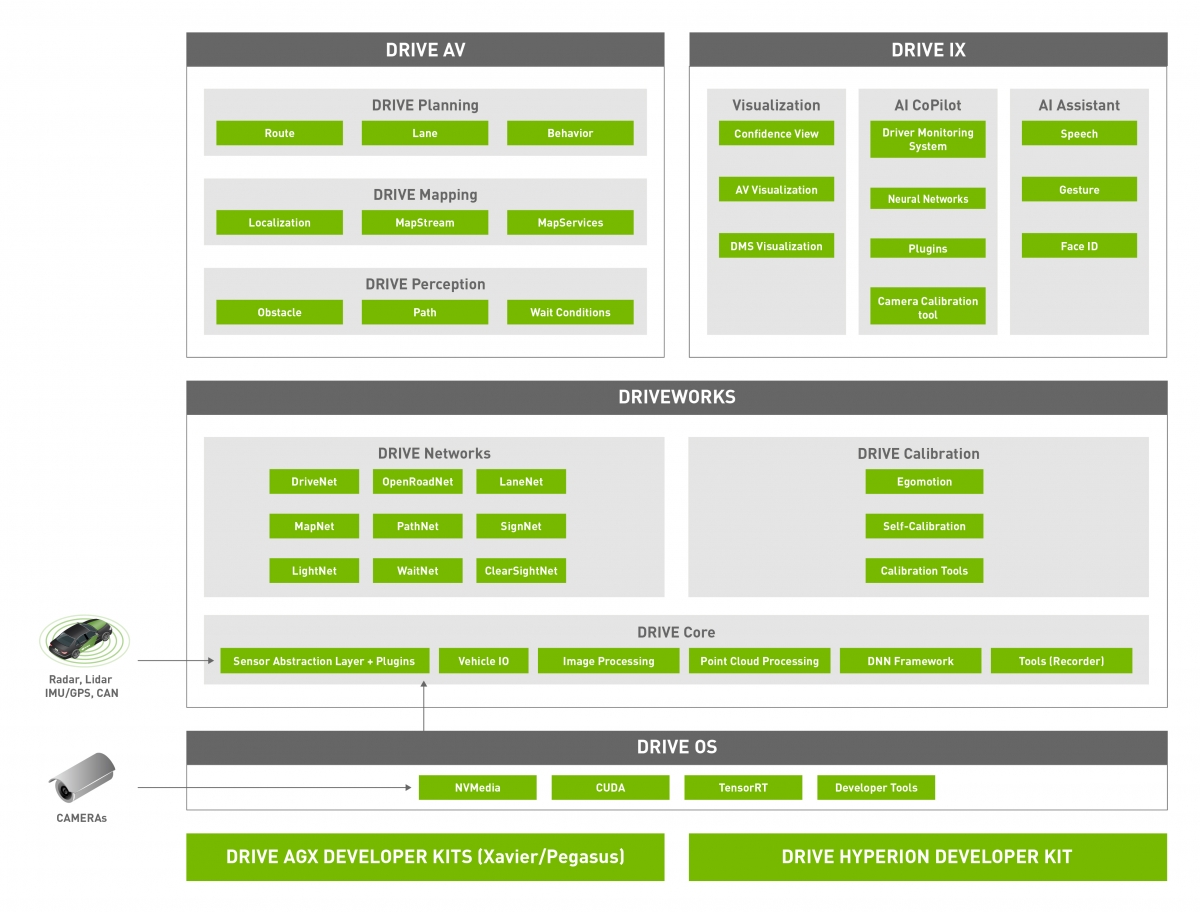 DRIVE AV
DRIVE Planning
Route
Lane
Behavior
DRIVE Mapping
Localization
MapStream
MapServices
DRIVE Perception
Obstacle
Path
Wait Conditions
DRIVE IX
Visualization
Confidence View
AV Visualization
DMS Visualization
AI CoPilot
Driver Monitoring
System
Neural Networks
Plugins
Camera Calibration
tool
AI Assistant
Speech
Gesture
Face ID
DRIVEWORKS
DRIVE Networks
DriveNet
OpenRoadNet
LaneNet
MapNet
PathNet
SignNet
LightNet
WaitNet
ClearSightNet
DRIVE Calibration
Egomotion
Self-Calibration
Calibration Tools
DRIVE Core
Sensor Abstraction Layer + Plugins
Vehicle IO
Image Processing
Point Cloud Processing
DNN Framework
Tools (Recorder)
Radar, Lidar
IMU/GPS, CAN
DRIVE OS
NVMedia
CUDA
TensorRT
Developer Tools
CAMERAs
DRIVE AGX DEVELOPER KITS (Xavier/Pegasus)
DRIVE HYPERION DEVELOPER KIT